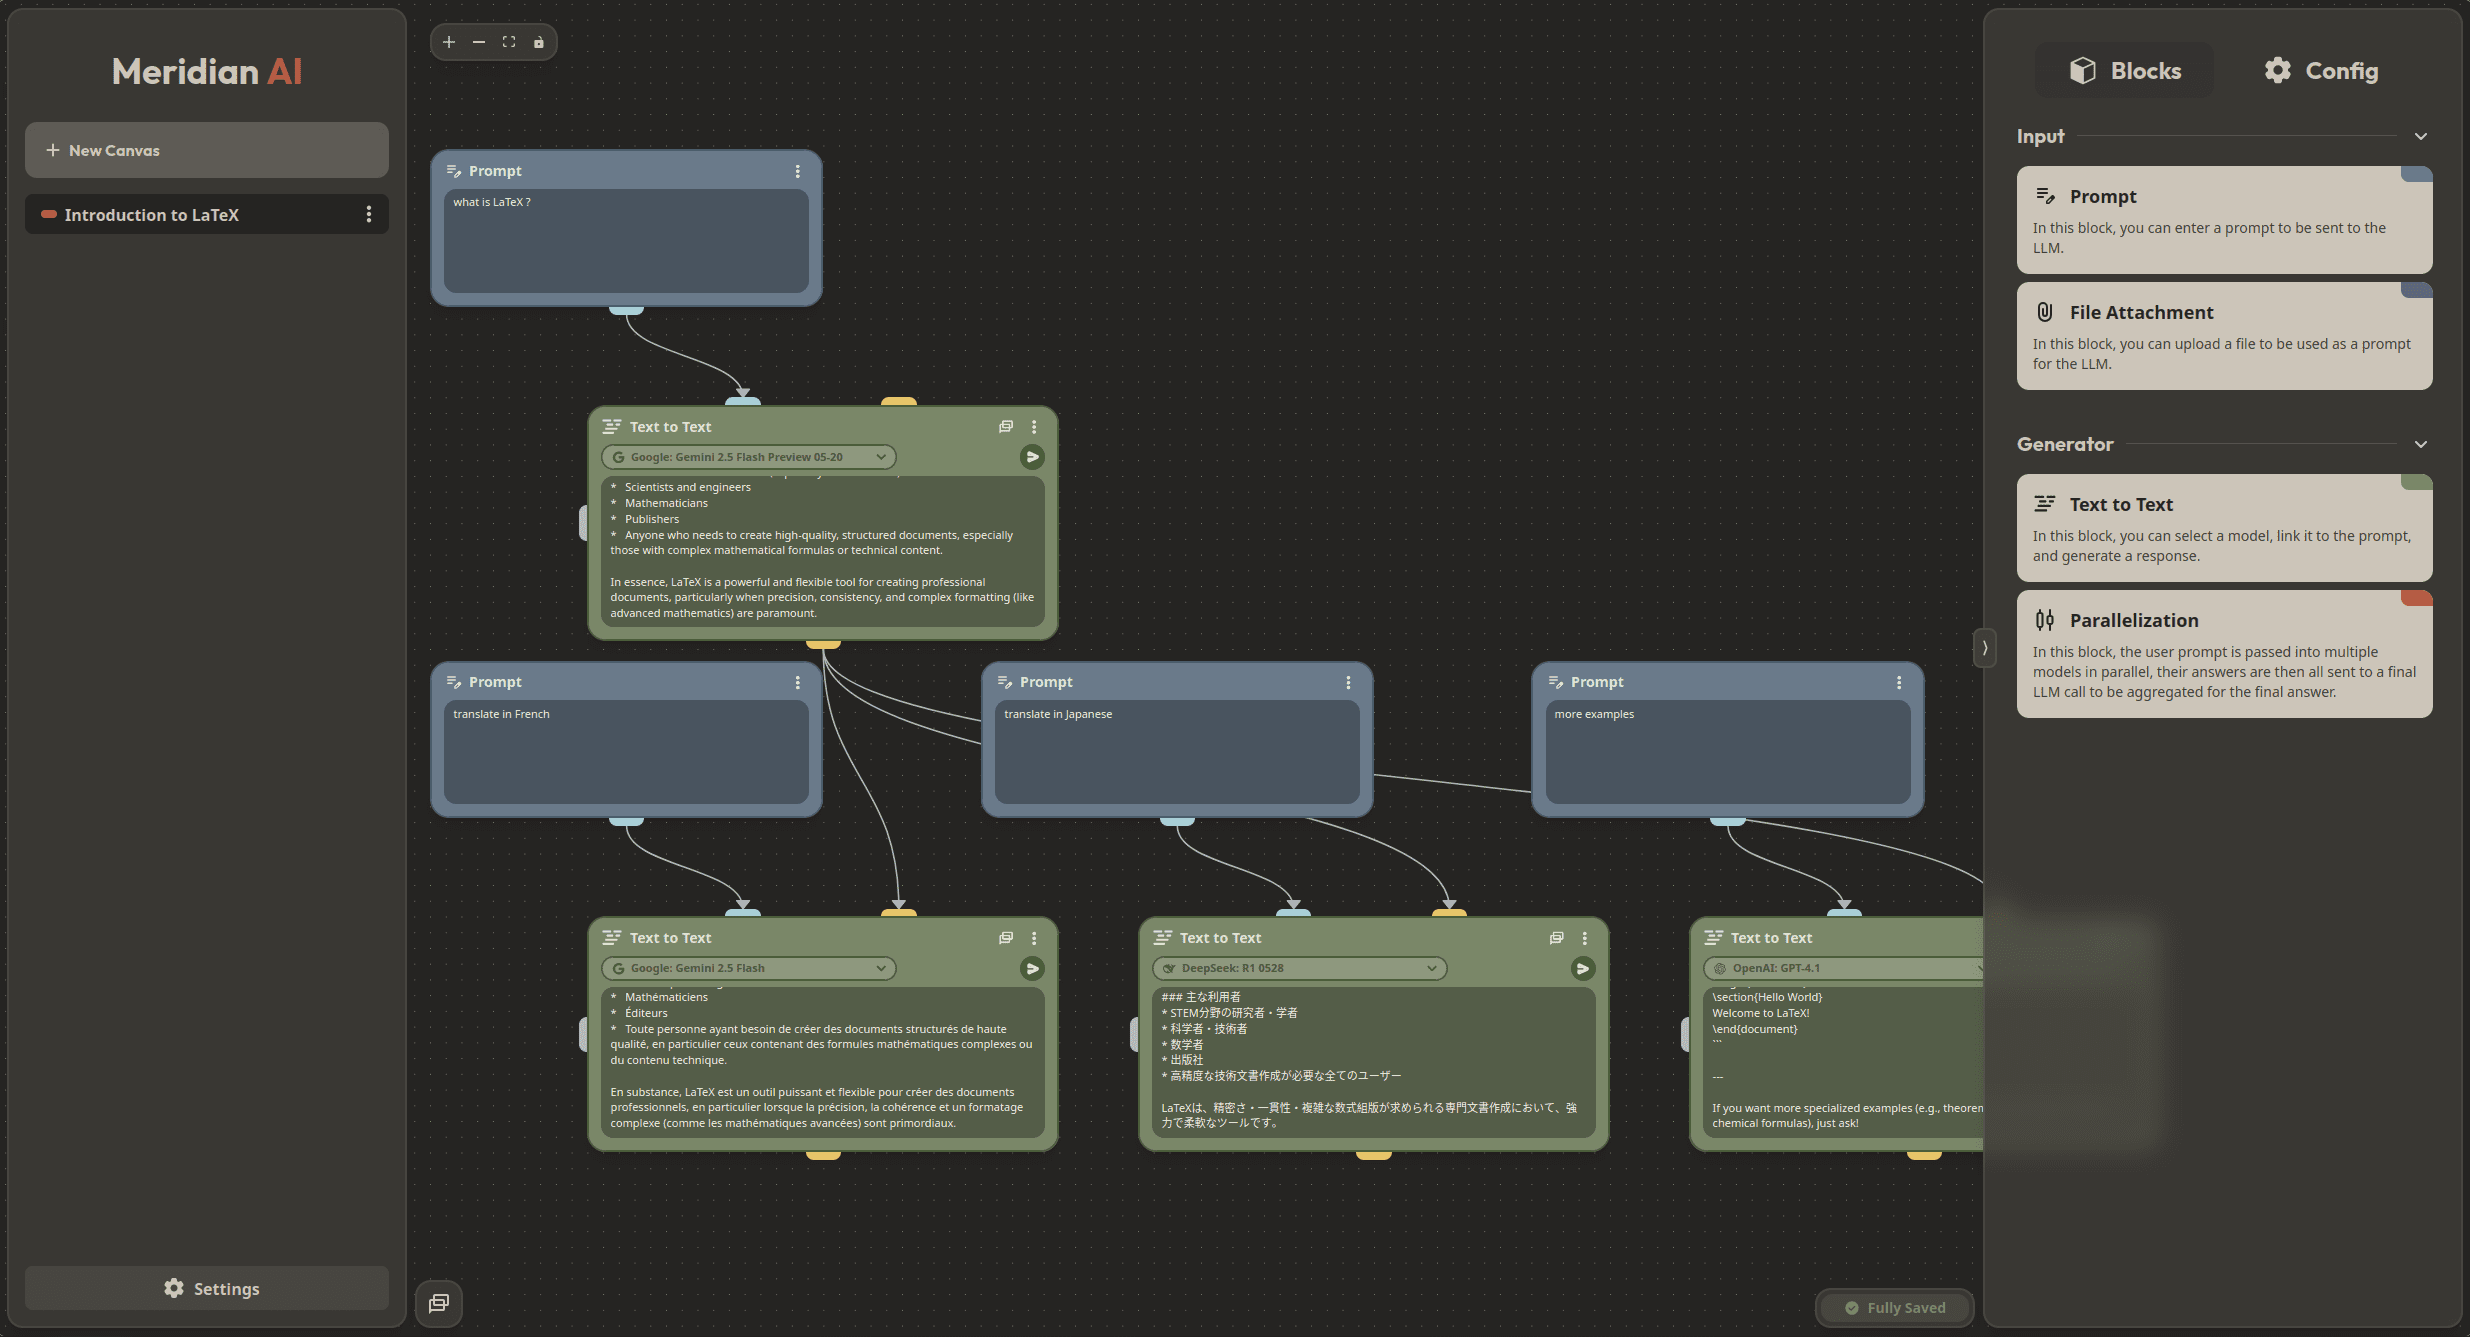 Meridian AI
New Canvas
Introduction to LaTeX
Settings
Prompt
what is LaTeX ?
Text to Text
Google: Gemini 2.5 Flash Preview 05-20
* Scientists and engineers
* Mathematicians
* Publishers
* Anyone who needs to create high-quality, structured documents, especially
those with complex mathematical formulas or technical content.
In essence, LaTeX is a powerful and flexible tool for creating professional
documents, particularly when precision, consistency, and complex formatting (like
advanced mathematics) are paramount.
Prompt
translate in French
Prompt
translate in Japanese
Prompt
more examples
Text to Text
Google: Gemini 2.5 Flash
* Mathématiciens
* Éditeurs
* Toute personne ayant besoin de créer des documents structurés de haute
qualité, en particulier ceux contenant des formules mathématiques complexes ou
du contenu technique.
En substance, LaTeX est un outil puissant et flexible pour créer des documents
professionnels, en particulier lorsque la précision, la cohérence et un formatage
complexe (comme les mathématiques avancées) sont primordiaux.
Text to Text
DeepSeek: R1 0528
### 主な利用者
* STEM分野の研究者・学者
* 科学者・技術者
* 数学者
* 出版社
* 高精度な技術文書作成が必要な全てのユーザー
LaTeXは、精密さ・一貫性・複雑な数式組版が求められる専門文書作成において、強
力で柔軟なツールです。
Text to Text
OpenAI: GPT-4.1
\section{Hello World}
Welcome to LaTeX!
\end{document}
```
---
If you want more specialized examples (e.g., theorem
chemical formulas), just ask!
Fully Saved
Blocks
Config
Input
Prompt
In this block, you can enter a prompt to be sent to the
LLM.
File Attachment
In this block, you can upload a file to be used as a prompt
for the LLM.
Generator
Text to Text
In this block, you can select a model, link it to the prompt,
and generate a response.
Parallelization
In this block, the user prompt is passed into multiple
models in parallel, their answers are then all sent to a final
LLM call to be aggregated for the final answer.